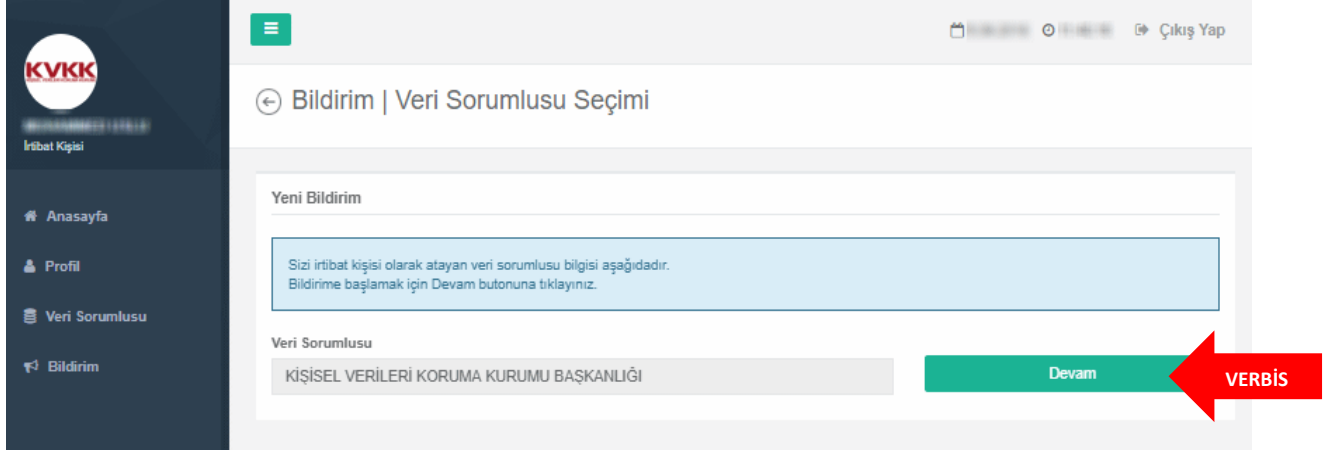 Çıkış Yap
KVKK
İrtibat Kişisi
Bildirim | Veri Sorumlusu Seçimi
Anasayfa
Profil
Veri Sorumlusu
Bildirim
Yeni Bildirim
Sizi irtibat kişisi olarak atayan veri sorumlusu bilgisi aşağıdadır.
Bildirime başlamak için Devam butonuna tıklayınız.
Veri Sorumlusu
KİŞİSEL VERİLERİ KORUMA KURUMU BAŞKANLIĞI
Devam
VERBİS